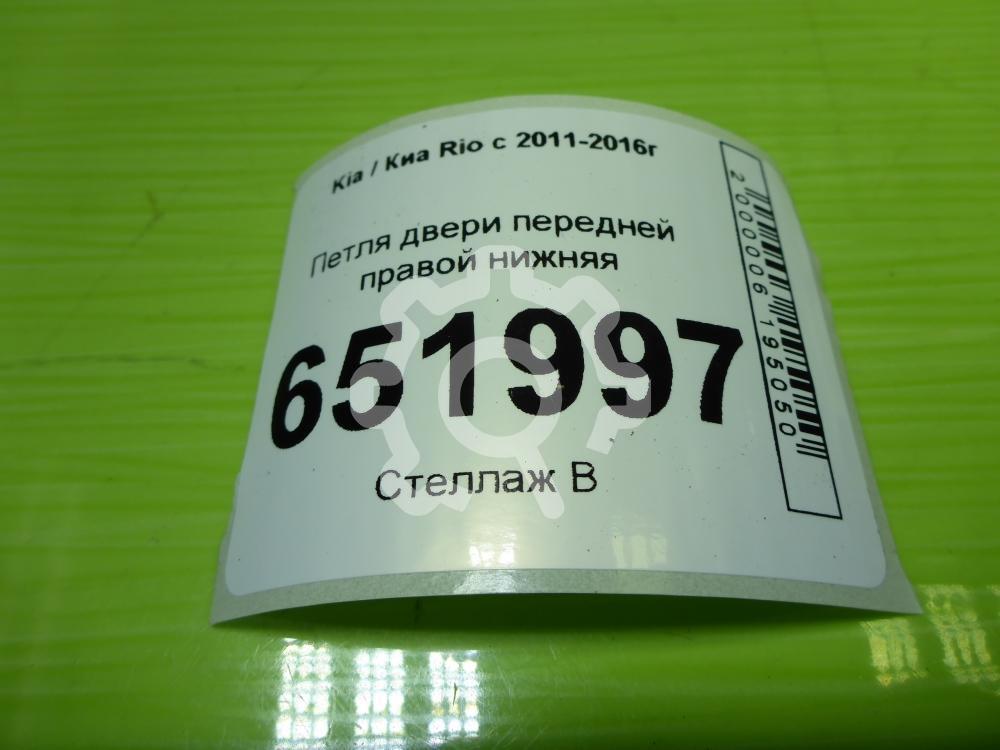 Kia / Киа Rio с 2011-2016г
Петля двери передней
правой нижняя
651997
Стеллаж В
2000006195050